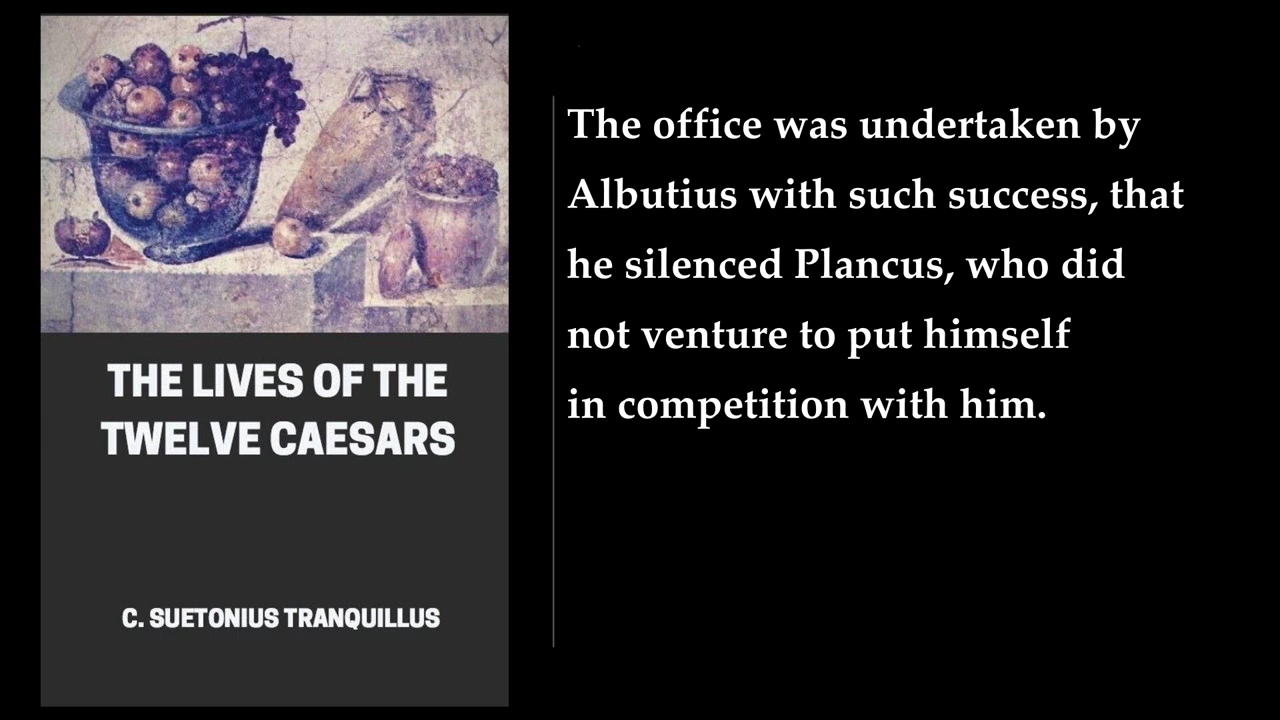 THE LIVES OF THE
TWELVE CAESARS
C. SUETONIUS TRANQUILLUS
The office was undertaken by
Albutius with such success, that
he silenced Plancus, who did
not venture to put himself
in competition with him.